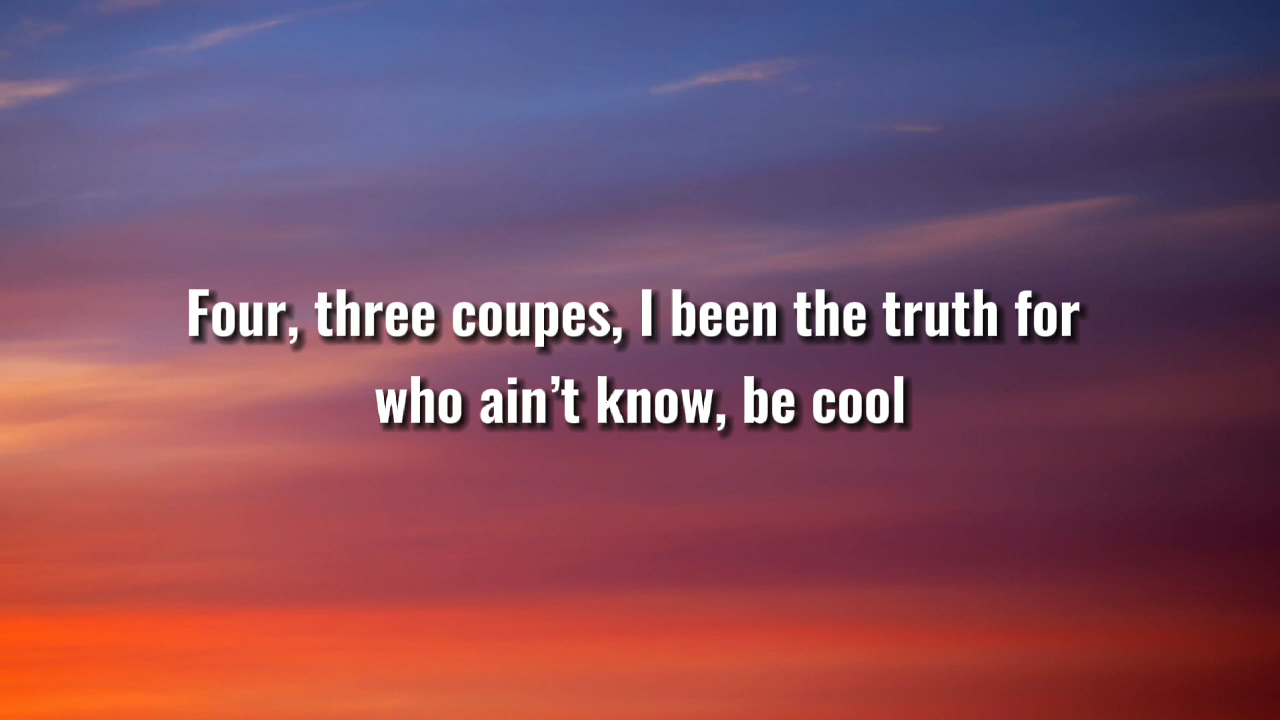 Four, three coupes, I been the truth for
who ain’t know, be cool